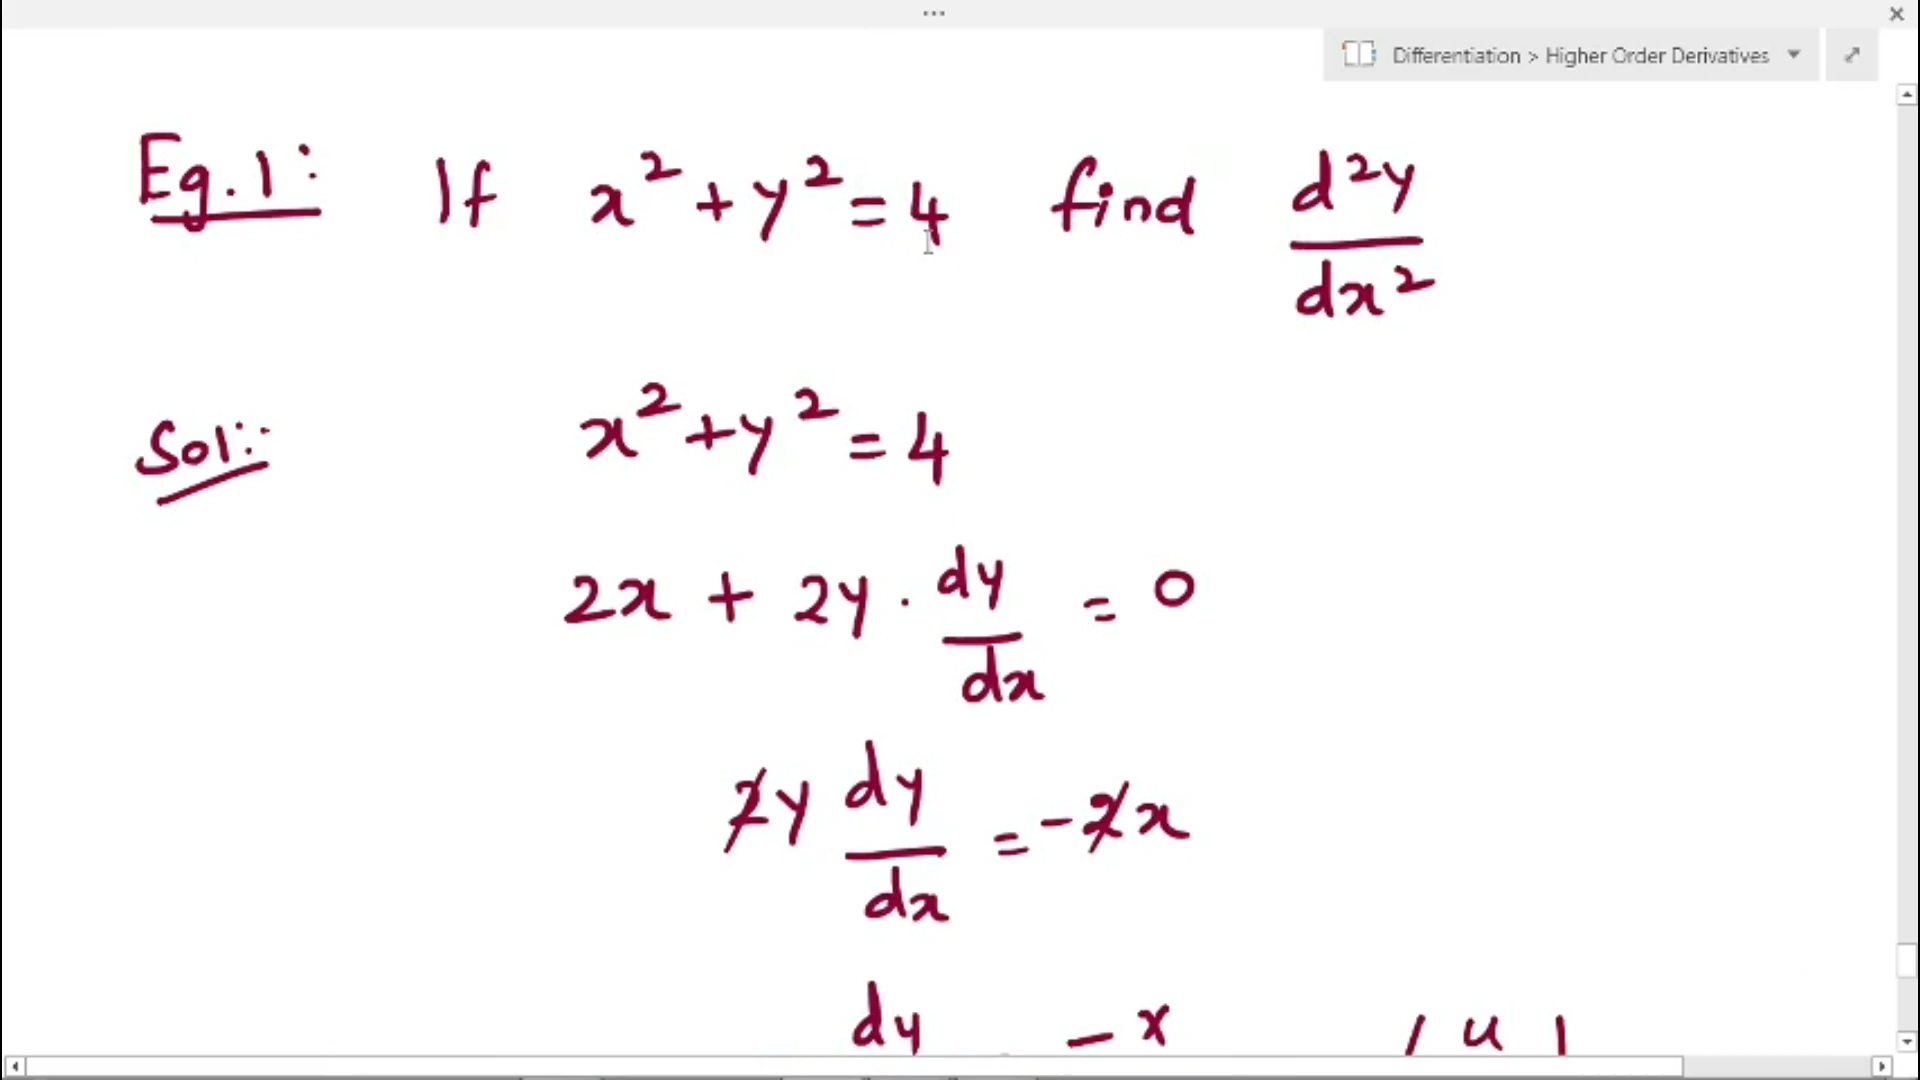 ...
Differentiation > Higher Order Derivatives
Eg.1: If x²+y²=4 find d²y/dx²
Sol:- x²+y²=4
2x + 2y . dy/dx = 0
2y dy/dx = -2x
dy - x